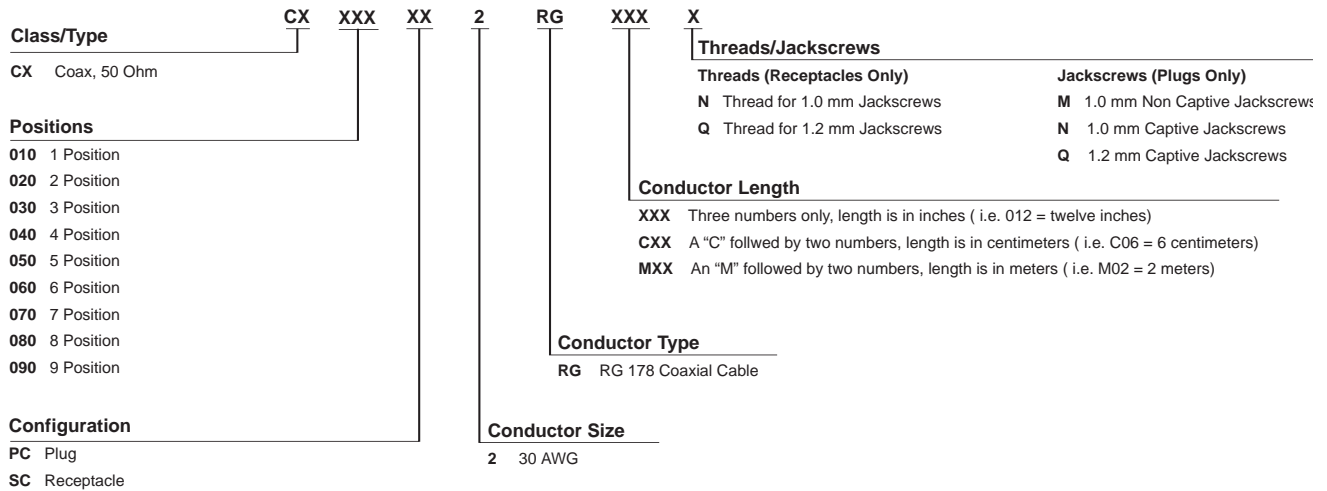 CX XXX XX 2 RG XXX X
Class/Type
CX Coax, 50 Ohm
Positions
010 1 Position
020 2 Position
030 3 Position
040 4 Position
050 5 Position
060 6 Position
070 7 Position
080 8 Position
090 9 Position
Configuration
PC Plug
SC Receptacle
Conductor Size
2 30 AWG
Conductor Type
RG RG 178 Coaxial Cable
Conductor Length
XXX Three numbers only, length is in inches ( i.e. 012 = twelve inches)
CXX A “C” follwed by two numbers, length is in centimeters ( i.e. C06 = 6 centimeters)
MXX An “M” followed by two numbers, length is in meters ( i.e. M02 = 2 meters)
Threads/Jackscrews
Threads (Receptacles Only)
N Thread for 1.0 mm Jackscrews
Q Thread for 1.2 mm Jackscrews
Jackscrews (Plugs Only)
M 1.0 mm Non Captive Jackscrews
N 1.0 mm Captive Jackscrews
Q 1.2 mm Captive Jackscrews